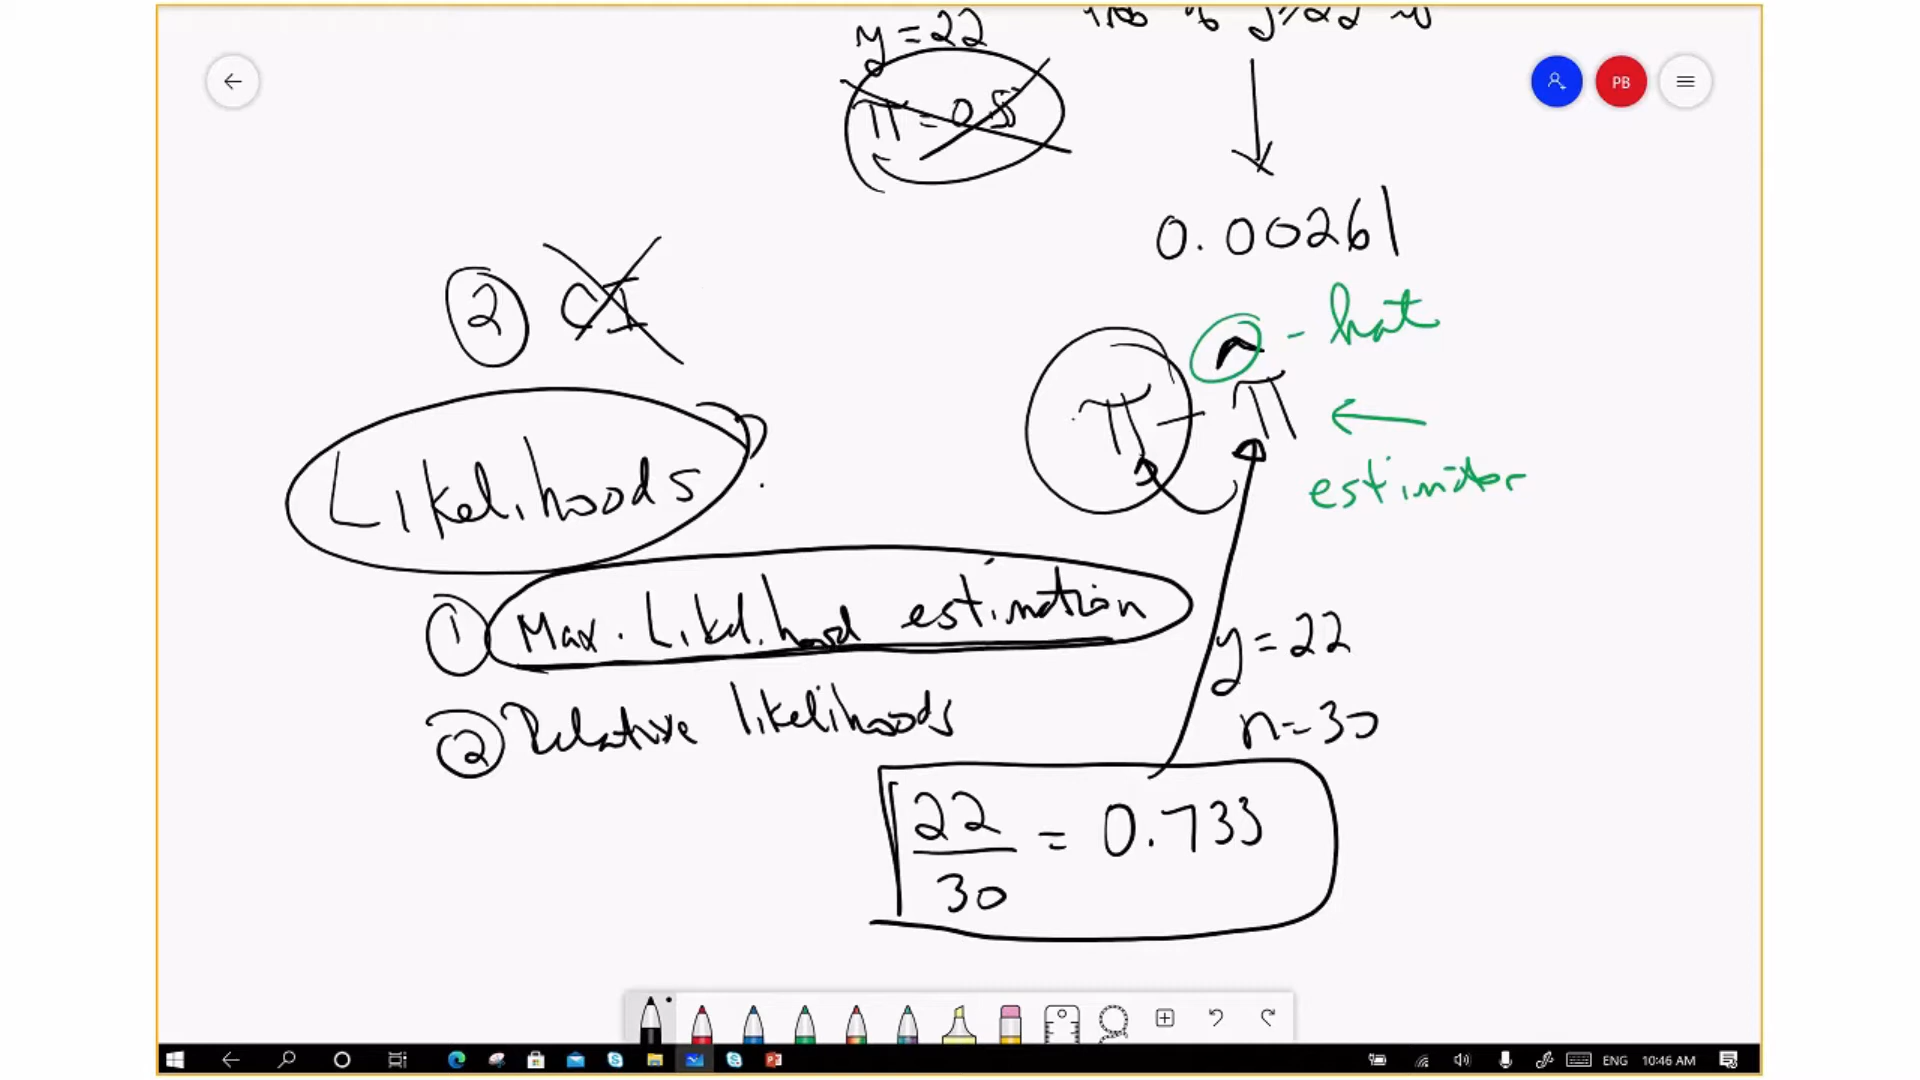 y = 22
y = 22
π = 0.5
PB
0.00261
② CI
^ - hat
π - π ←
estimator
Likelihoods
① Max. Likelihood estimation
y = 22
② Relative likelihoods
n = 30
22/30 = 0.733
ENG 10:46 AM